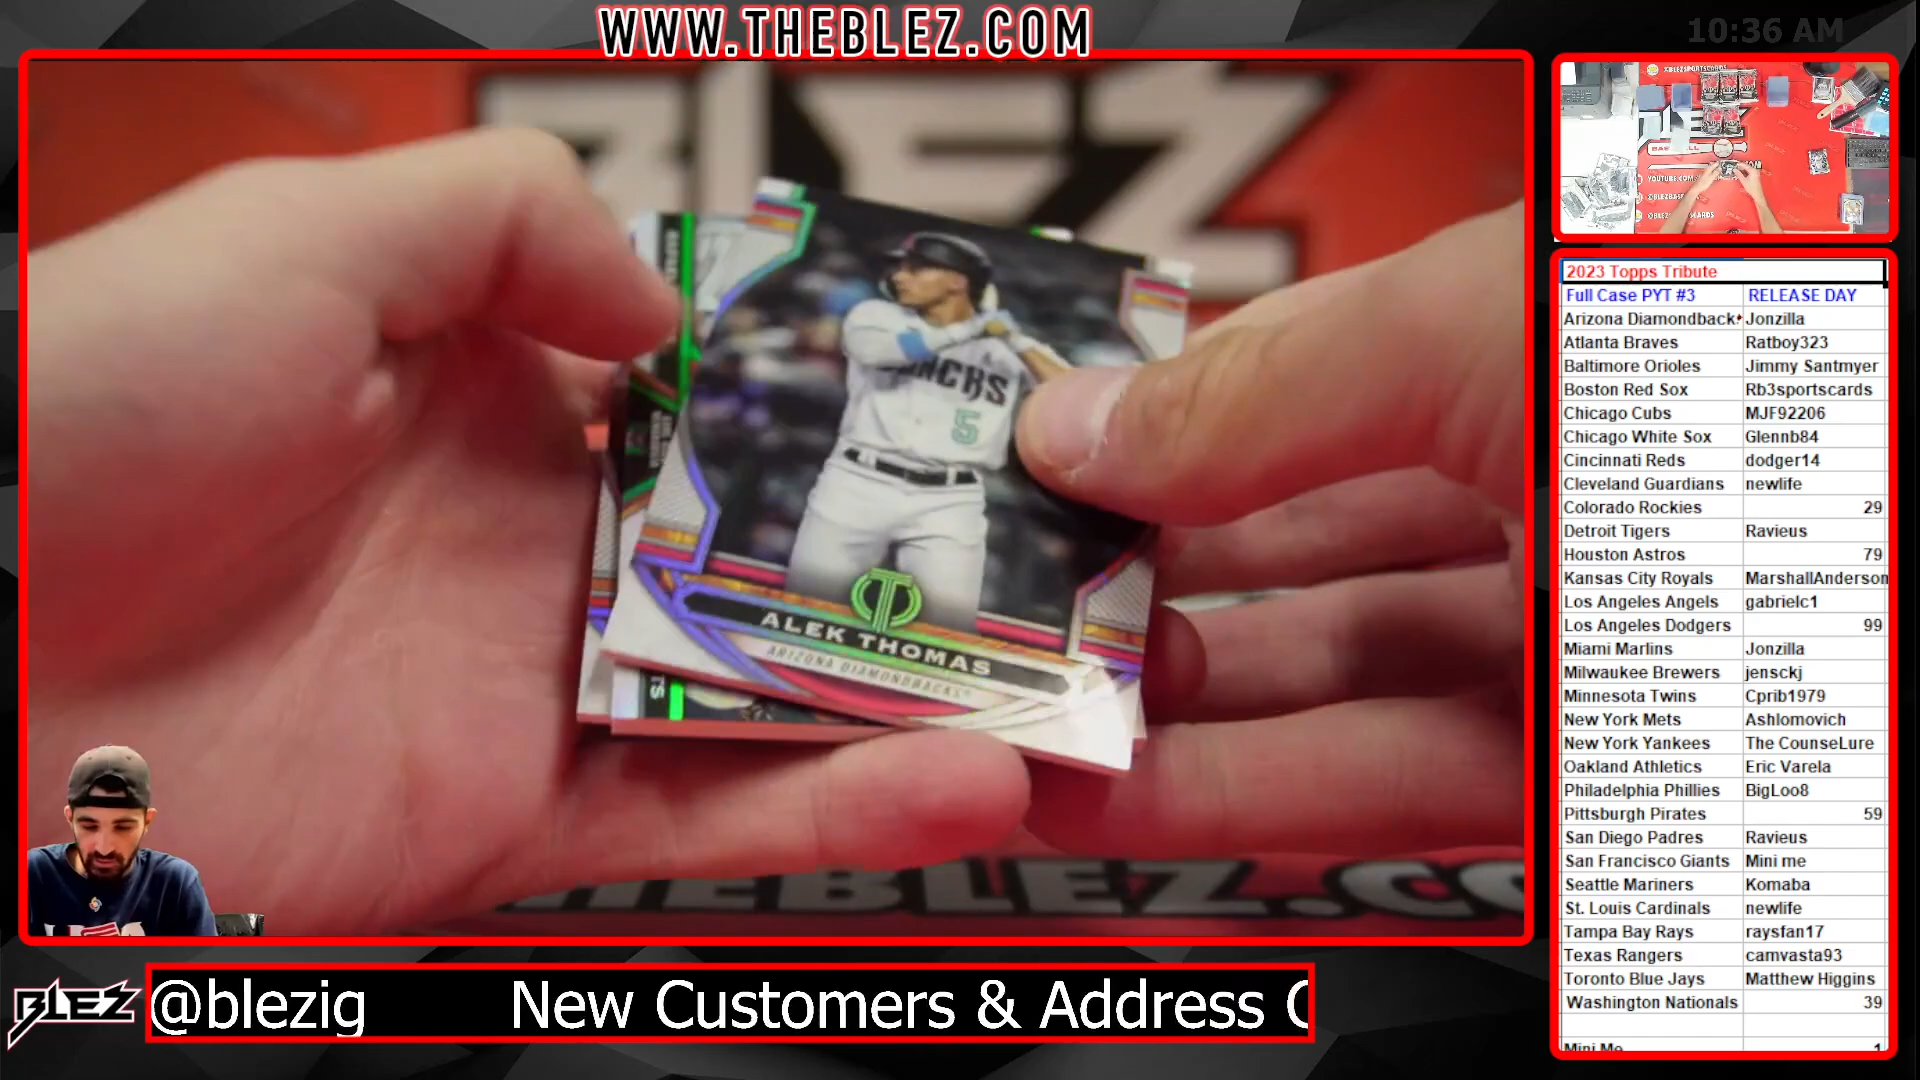 WWW.THEBLEZ.COM
10:36 AM
BLEZ
ALEK THOMAS
ARIZONA DIAMONDBACKS
5
2023 Topps Tribute
Full Case PYT #3 RELEASE DAY
Arizona Diamondback Jonzilla
Atlanta Braves Ratboy323
Baltimore Orioles Jimmy Santmyer
Boston Red Sox Rb3sportscards
Chicago Cubs MJF92206
Chicago White Sox Glennb84
Cincinnati Reds dodger14
Cleveland Guardians newlife
Colorado Rockies 29
Detroit Tigers Ravieus
Houston Astros 79
Kansas City Royals MarshallAnderson
Los Angeles Angels gabrielc1
Los Angeles Dodgers 99
Miami Marlins Jonzilla
Milwaukee Brewers jensckj
Minnesota Twins Cprib1979
New York Mets Ashlomovich
New York Yankees The CounseLure
Oakland Athletics Eric Varela
Philadelphia Phillies BigLoo8
Pittsburgh Pirates 59
San Diego Padres Ravieus
San Francisco Giants Mini me
Seattle Mariners Komaba
St. Louis Cardinals newlife
Tampa Bay Rays raysfan17
Texas Rangers camvasta93
Toronto Blue Jays Matthew Higgins
Washington Nationals 39
Mini Me 1
BLEZ
@blezig New Customers & Address